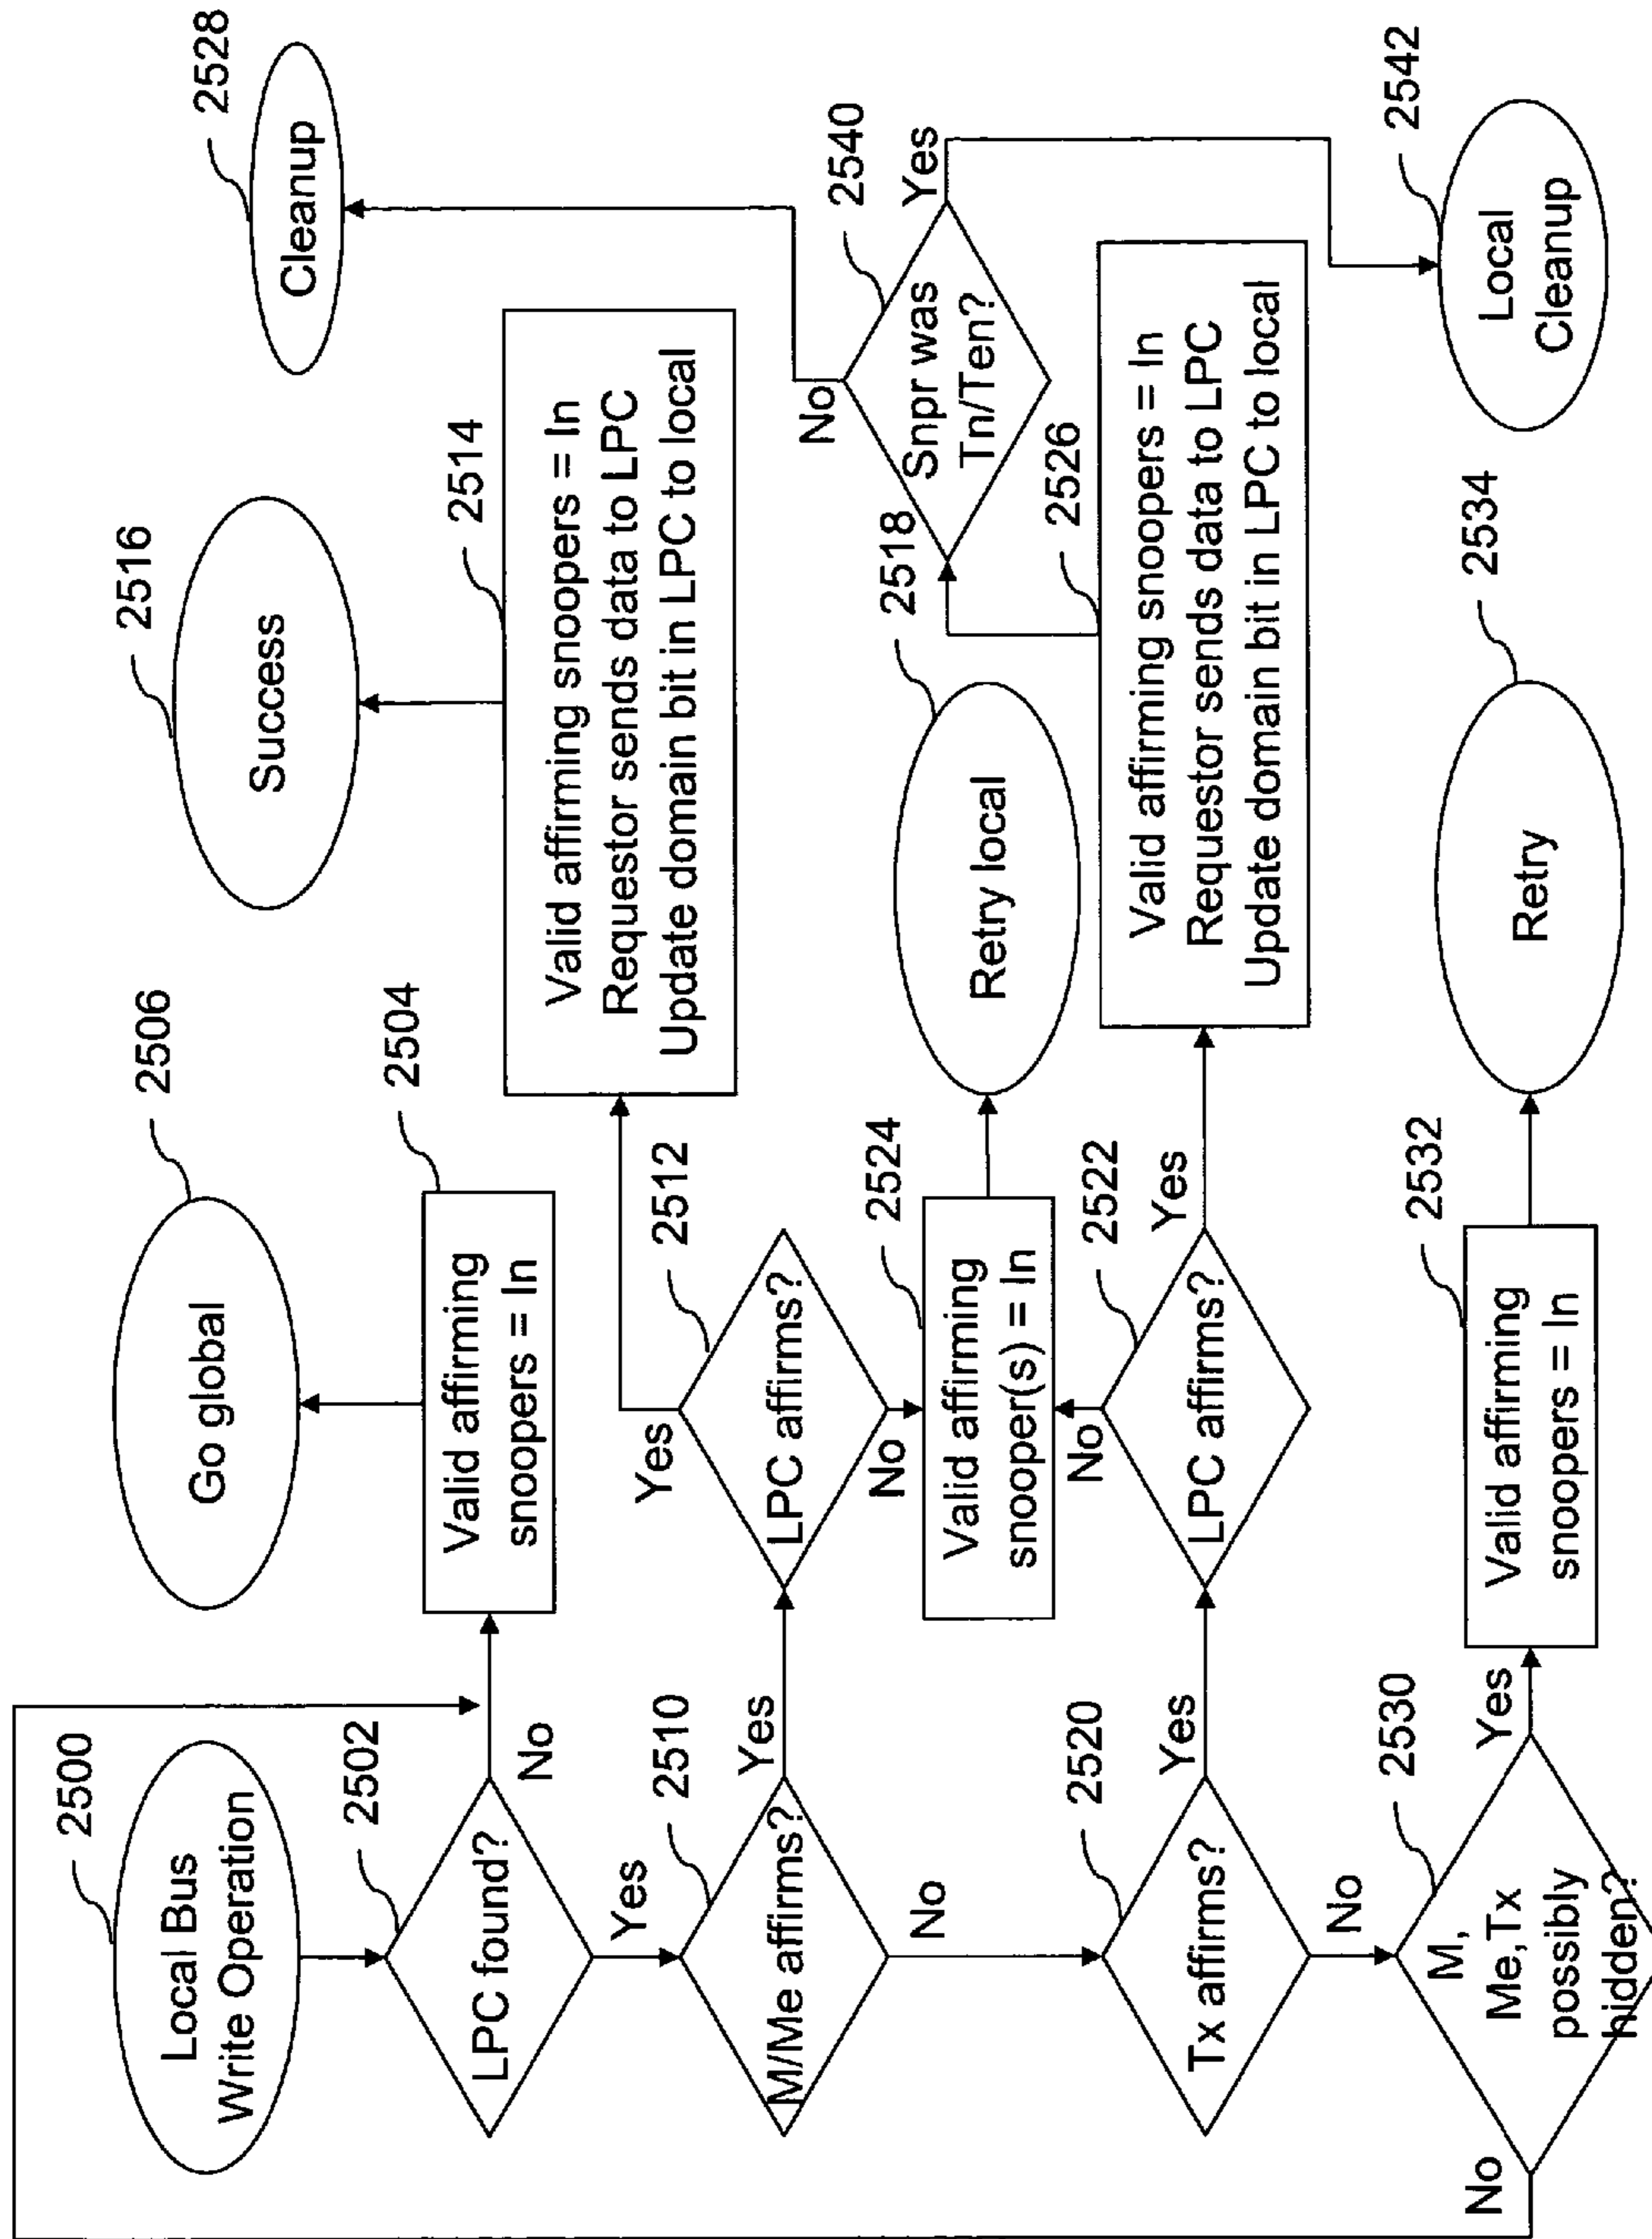 2500
Local Bus
Write Operation
2502
LPC found?
No
Yes
2504
Valid affirming
snoopers = In
2506
Go global
2510
M/Me affirms?
Yes
No
2512
LPC affirms?
Yes
No
2514
Valid affirming snoopers = In
Requestor sends data to LPC
Update domain bit in LPC to local
2516
Success
2524
Valid affirming
snooper(s) = In
2518
Retry local
2520
Tx affirms?
Yes
No
2522
LPC affirms?
No
Yes
2526
Valid affirming snoopers = In
Requestor sends data to LPC
Update domain bit in LPC to local
2540
Snpr was
Tn/Ten?
No
Yes
2528
Cleanup
2542
Local
Cleanup
2530
M,
Me,Tx
possibly
hidden?
No
Yes
2532
Valid affirming
snoopers = In
2534
Retry